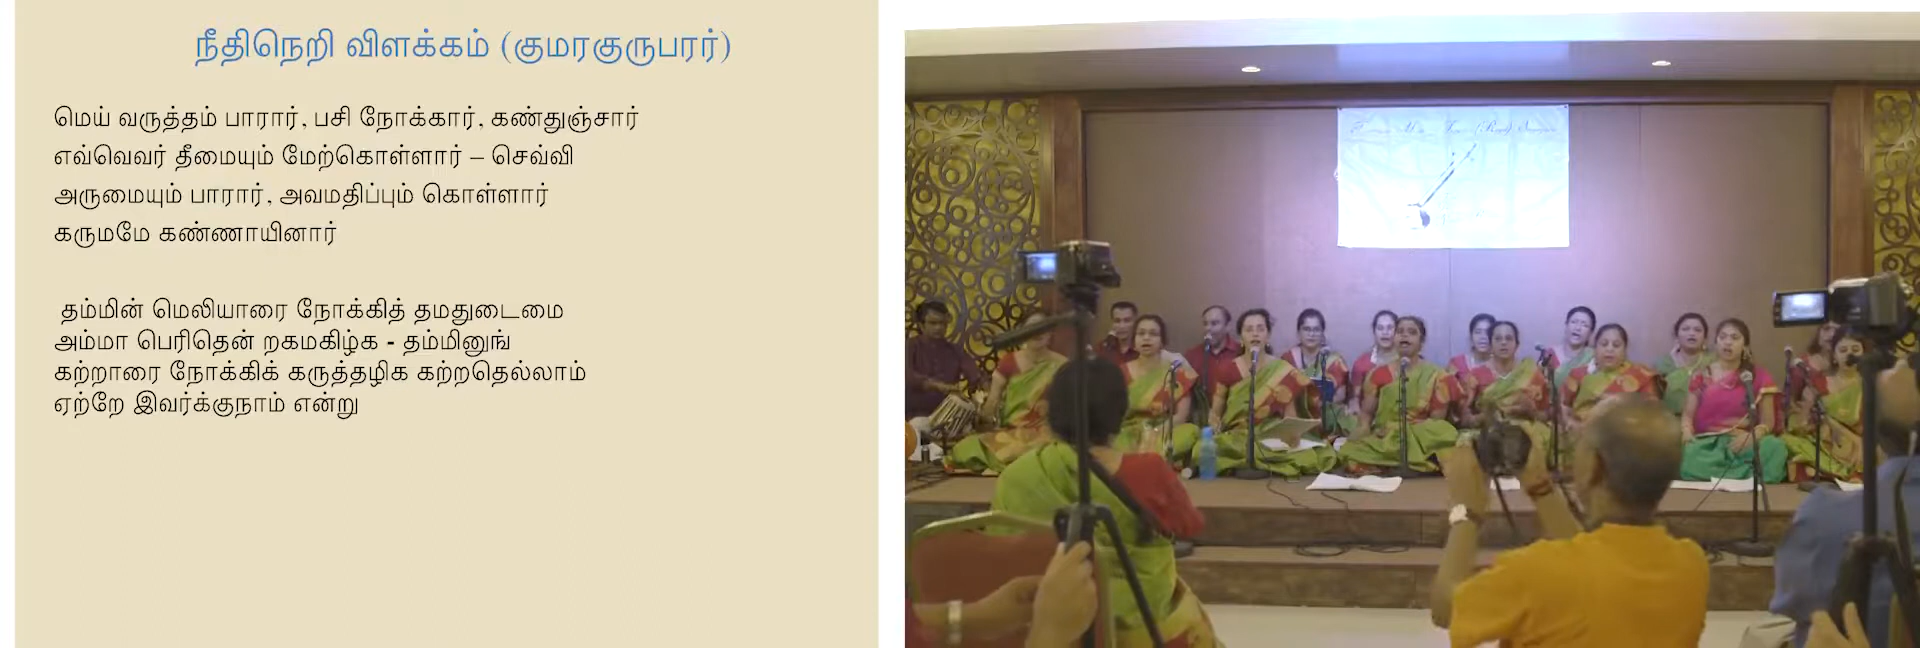 நீதிநெறி விளக்கம் (குமரகுருபரர்)
மெய் வருத்தம் பாரார், பசி நோக்கார், கண்துஞ்சார்
எவ்வெவர் தீமையும் மேற்கொள்ளார் – செவ்வி
அருமையும் பாரார், அவமதிப்பும் கொள்ளார்
கருமமே கண்ணாயினார்
தம்மின் மெலியாரை நோக்கித் தமதுடைமை
அம்மா பெரிதென் றகமகிழ்க - தம்மினுங்
கற்றாரை நோக்கிக் கருத்தழிக கற்றதெல்லாம்
ஏற்றே இவர்க்குநாம் என்று